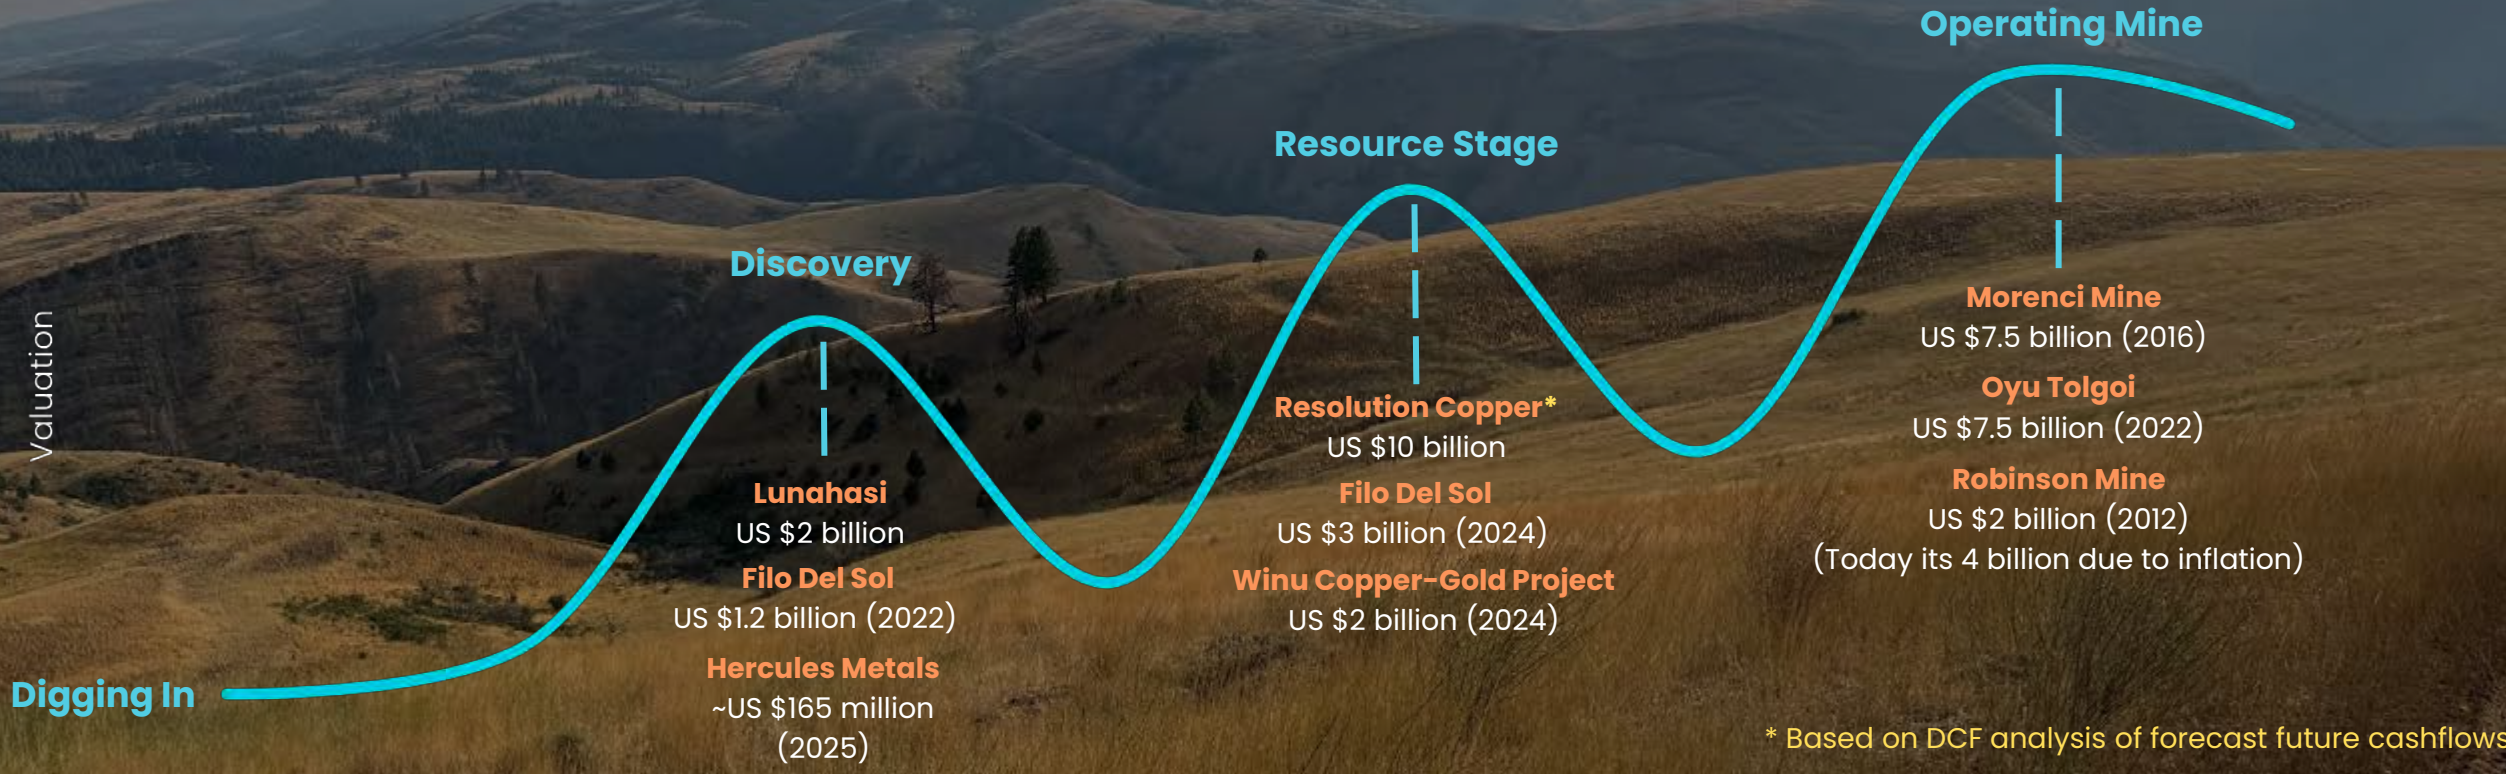 Operating Mine
Resource Stage
Discovery
Valuation
Digging In
Lunahasi
US $2 billion
Filo Del Sol
US $1.2 billion (2022)
Hercules Metals
~US $165 million
(2025)
Resolution Copper*
US $10 billion
Filo Del Sol
US $3 billion (2024)
Winu Copper-Gold Project
US $2 billion (2024)
Morenci Mine
US $7.5 billion (2016)
Oyu Tolgoi
US $7.5 billion (2022)
Robinson Mine
US $2 billion (2012)
(Today its 4 billion due to inflation)
* Based on DCF analysis of forecast future cashflows